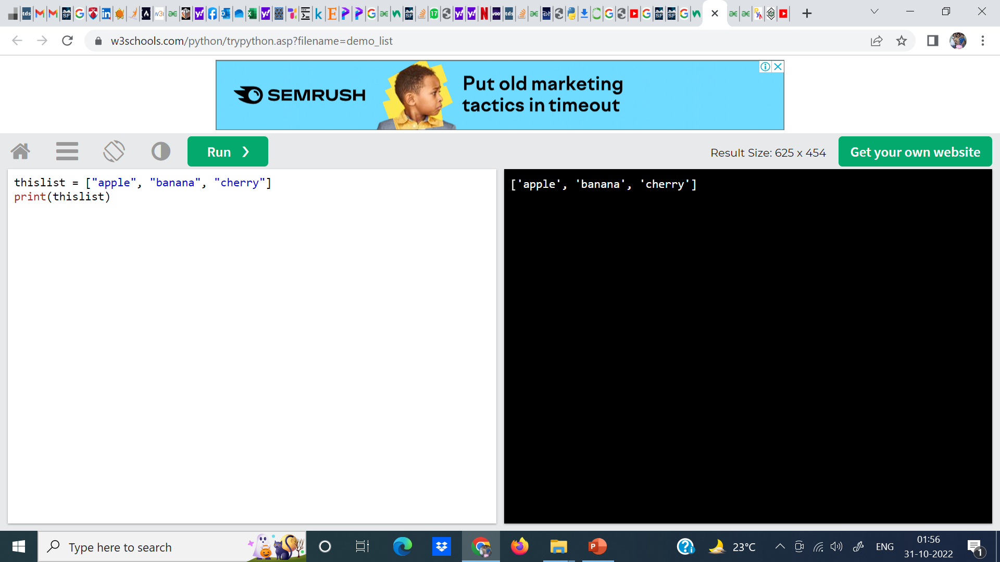 w3schools.com/python/trypython.asp?filename=demo_list
SEMRUSH
Put old marketing
tactics in timeout
Run ❯
Result Size: 625 x 454
Get your own website
thislist = ["apple", "banana", "cherry"]
print(thislist)
['apple', 'banana', 'cherry']
Type here to search
23°C
ENG
01:56
31-10-2022
1